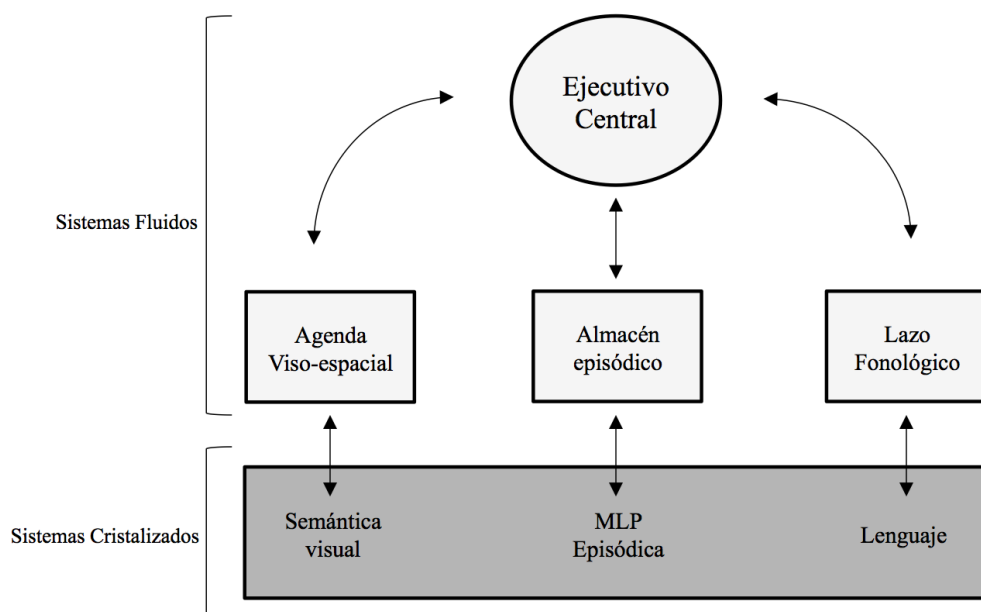 Ejecutivo
Central
Sistemas Fluidos
Agenda
Viso-espacial
Almacén
episódico
Lazo
Fonológico
Sistemas Cristalizados
Semántica
visual
MLP
Episódica
Lenguaje